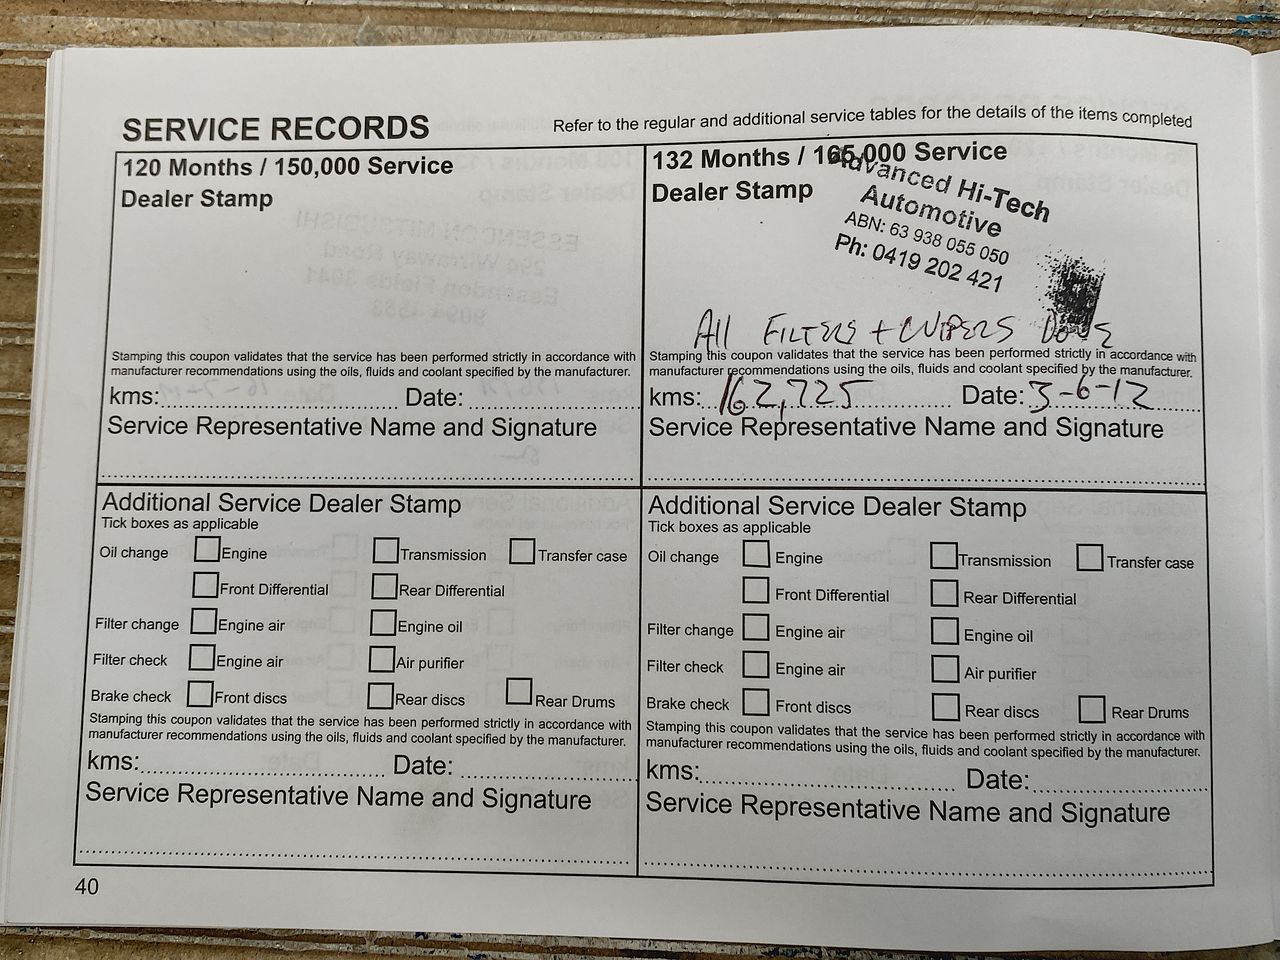 SERVICE RECORDS
Refer to the regular and additional service tables for the details of the items completed
120 Months / 150,000 Service
Dealer Stamp
Stamping this coupon validates that the service has been performed strictly in accordance with
manufacturer recommendations using the oils, fluids and coolant specified by the manufacturer.
kms: Date:
Service Representative Name and Signature
132 Months / 165,000 Service
Dealer Stamp
Advanced Hi-Tech
Automotive
ABN: 63 938 055 050
Ph: 0419 202 421
All FILTERS + WIPERS DONE
Stamping this coupon validates that the service has been performed strictly in accordance with
manufacturer recommendations using the oils, fluids and coolant specified by the manufacturer.
kms: 162,725 Date: 3-6-12
Service Representative Name and Signature
Additional Service Dealer Stamp
Tick boxes as applicable
Oil change Engine Transmission Transfer case
Front Differential Rear Differential
Filter change Engine air Engine oil
Filter check Engine air Air purifier
Brake check Front discs Rear discs Rear Drums
Stamping this coupon validates that the service has been performed strictly in accordance with
manufacturer recommendations using the oils, fluids and coolant specified by the manufacturer.
kms: Date:
Service Representative Name and Signature
Additional Service Dealer Stamp
Tick boxes as applicable
Oil change Engine Transmission Transfer case
Front Differential Rear Differential
Filter change Engine air Engine oil
Filter check Engine air Air purifier
Brake check Front discs Rear discs Rear Drums
Stamping this coupon validates that the service has been performed strictly in accordance with
manufacturer recommendations using the oils, fluids and coolant specified by the manufacturer.
kms: Date:
Service Representative Name and Signature
40